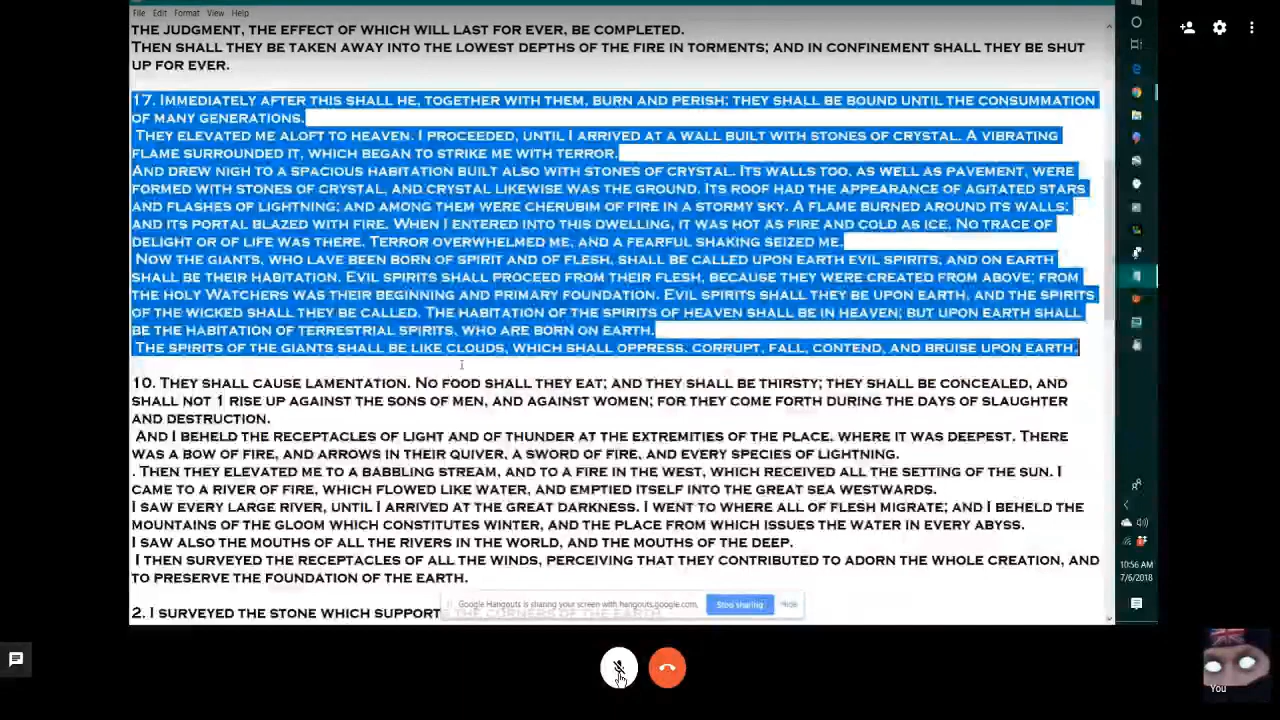 File Edit Format View Help
THE JUDGMENT, THE EFFECT OF WHICH WILL LAST FOR EVER, BE COMPLETED.
THEN SHALL THEY BE TAKEN AWAY INTO THE LOWEST DEPTHS OF THE FIRE IN TORMENTS; AND IN CONFINEMENT SHALL THEY BE SHUT
UP FOR EVER.
17. IMMEDIATELY AFTER THIS SHALL HE, TOGETHER WITH THEM, BURN AND PERISH; THEY SHALL BE BOUND UNTIL THE CONSUMMATION
OF MANY GENERATIONS.
THEY ELEVATED ME ALOFT TO HEAVEN. I PROCEEDED, UNTIL I ARRIVED AT A WALL BUILT WITH STONES OF CRYSTAL. A VIBRATING
FLAME SURROUNDED IT, WHICH BEGAN TO STRIKE ME WITH TERROR.
AND DREW NIGH TO A SPACIOUS HABITATION BUILT ALSO WITH STONES OF CRYSTAL. ITS WALLS TOO, AS WELL AS PAVEMENT, WERE
FORMED WITH STONES OF CRYSTAL, AND CRYSTAL LIKEWISE WAS THE GROUND. ITS ROOF HAD THE APPEARANCE OF AGITATED STARS
AND FLASHES OF LIGHTNING; AND AMONG THEM WERE CHERUBIM OF FIRE IN A STORMY SKY. A FLAME BURNED AROUND ITS WALLS;
AND ITS PORTAL BLAZED WITH FIRE. WHEN I ENTERED INTO THIS DWELLING, IT WAS HOT AS FIRE AND COLD AS ICE. NO TRACE OF
DELIGHT OR OF LIFE WAS THERE. TERROR OVERWHELMED ME, AND A FEARFUL SHAKING SEIZED ME.
NOW THE GIANTS, WHO LAVE BEEN BORN OF SPIRIT AND OF FLESH, SHALL BE CALLED UPON EARTH EVIL SPIRITS, AND ON EARTH
SHALL BE THEIR HABITATION. EVIL SPIRITS SHALL PROCEED FROM THEIR FLESH, BECAUSE THEY WERE CREATED FROM ABOVE; FROM
THE HOLY WATCHERS WAS THEIR BEGINNING AND PRIMARY FOUNDATION. EVIL SPIRITS SHALL THEY BE UPON EARTH, AND THE SPIRITS
OF THE WICKED SHALL THEY BE CALLED. THE HABITATION OF THE SPIRITS OF HEAVEN SHALL BE IN HEAVEN; BUT UPON EARTH SHALL
BE THE HABITATION OF TERRESTRIAL SPIRITS, WHO ARE BORN ON EARTH.
THE SPIRITS OF THE GIANTS SHALL BE LIKE CLOUDS, WHICH SHALL OPPRESS, CORRUPT, FALL, CONTEND, AND BRUISE UPON EARTH.
10. THEY SHALL CAUSE LAMENTATION. NO FOOD SHALL THEY EAT; AND THEY SHALL BE THIRSTY; THEY SHALL BE CONCEALED, AND
SHALL NOT 1 RISE UP AGAINST THE SONS OF MEN, AND AGAINST WOMEN; FOR THEY COME FORTH DURING THE DAYS OF SLAUGHTER
AND DESTRUCTION.
AND I BEHELD THE RECEPTACLES OF LIGHT AND OF THUNDER AT THE EXTREMITIES OF THE PLACE, WHERE IT WAS DEEPEST. THERE
WAS A BOW OF FIRE, AND ARROWS IN THEIR QUIVER, A SWORD OF FIRE, AND EVERY SPECIES OF LIGHTNING.
. THEN THEY ELEVATED ME TO A BABBLING STREAM, AND TO A FIRE IN THE WEST, WHICH RECEIVED ALL THE SETTING OF THE SUN. I
CAME TO A RIVER OF FIRE, WHICH FLOWED LIKE WATER, AND EMPTIED ITSELF INTO THE GREAT SEA WESTWARDS.
I SAW EVERY LARGE RIVER, UNTIL I ARRIVED AT THE GREAT DARKNESS. I WENT TO WHERE ALL OF FLESH MIGRATE; AND I BEHELD THE
MOUNTAINS OF THE GLOOM WHICH CONSTITUTES WINTER, AND THE PLACE FROM WHICH ISSUES THE WATER IN EVERY ABYSS.
I SAW ALSO THE MOUTHS OF ALL THE RIVERS IN THE WORLD, AND THE MOUTHS OF THE DEEP.
I THEN SURVEYED THE RECEPTACLES OF ALL THE WINDS, PERCEIVING THAT THEY CONTRIBUTED TO ADORN THE WHOLE CREATION, AND
TO PRESERVE THE FOUNDATION OF THE EARTH.
2. I SURVEYED THE STONE WHICH SUPPORTS THE CORNERS OF THE EARTH.
Google Hangouts is sharing your screen with hangouts.google.com.
Stop sharing
Hide
10:56 AM
7/6/2018
You